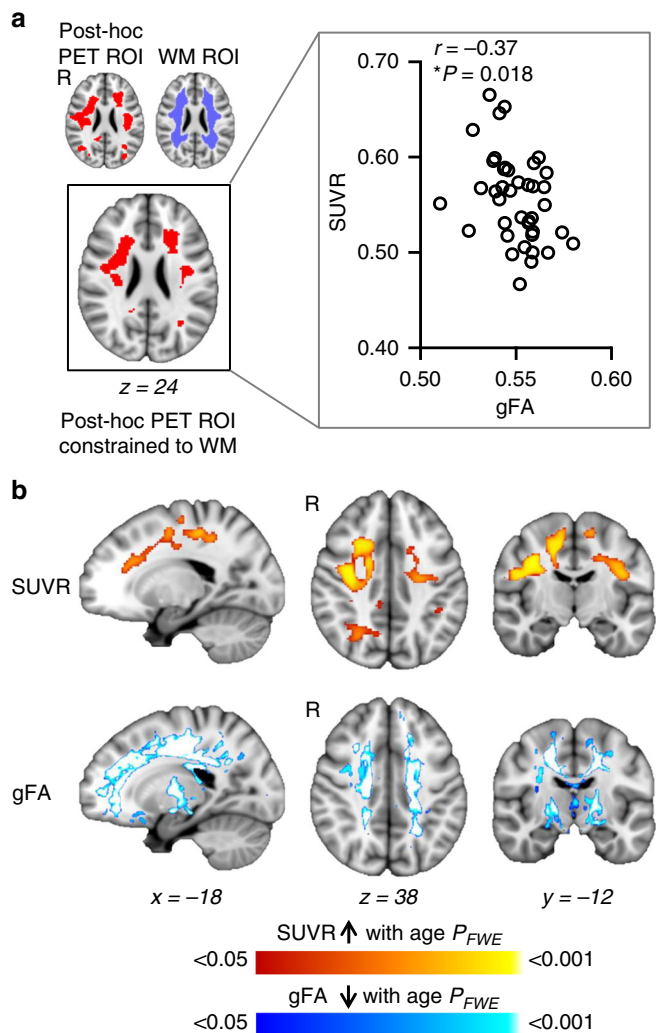 a
Post-hoc
PET ROI
WM ROI
R
z = 24
Post-hoc PET ROI
constrained to WM
r = –0.37
*P = 0.018
0.70
0.60
0.50
0.40
SUVR
0.50
0.55
0.60
gFA
b
R
SUVR
R
gFA
x = –18
z = 38
y = –12
SUVR ↑ with age PFWE
<0.05
<0.001
gFA ↓ with age PFWE
<0.05
<0.001